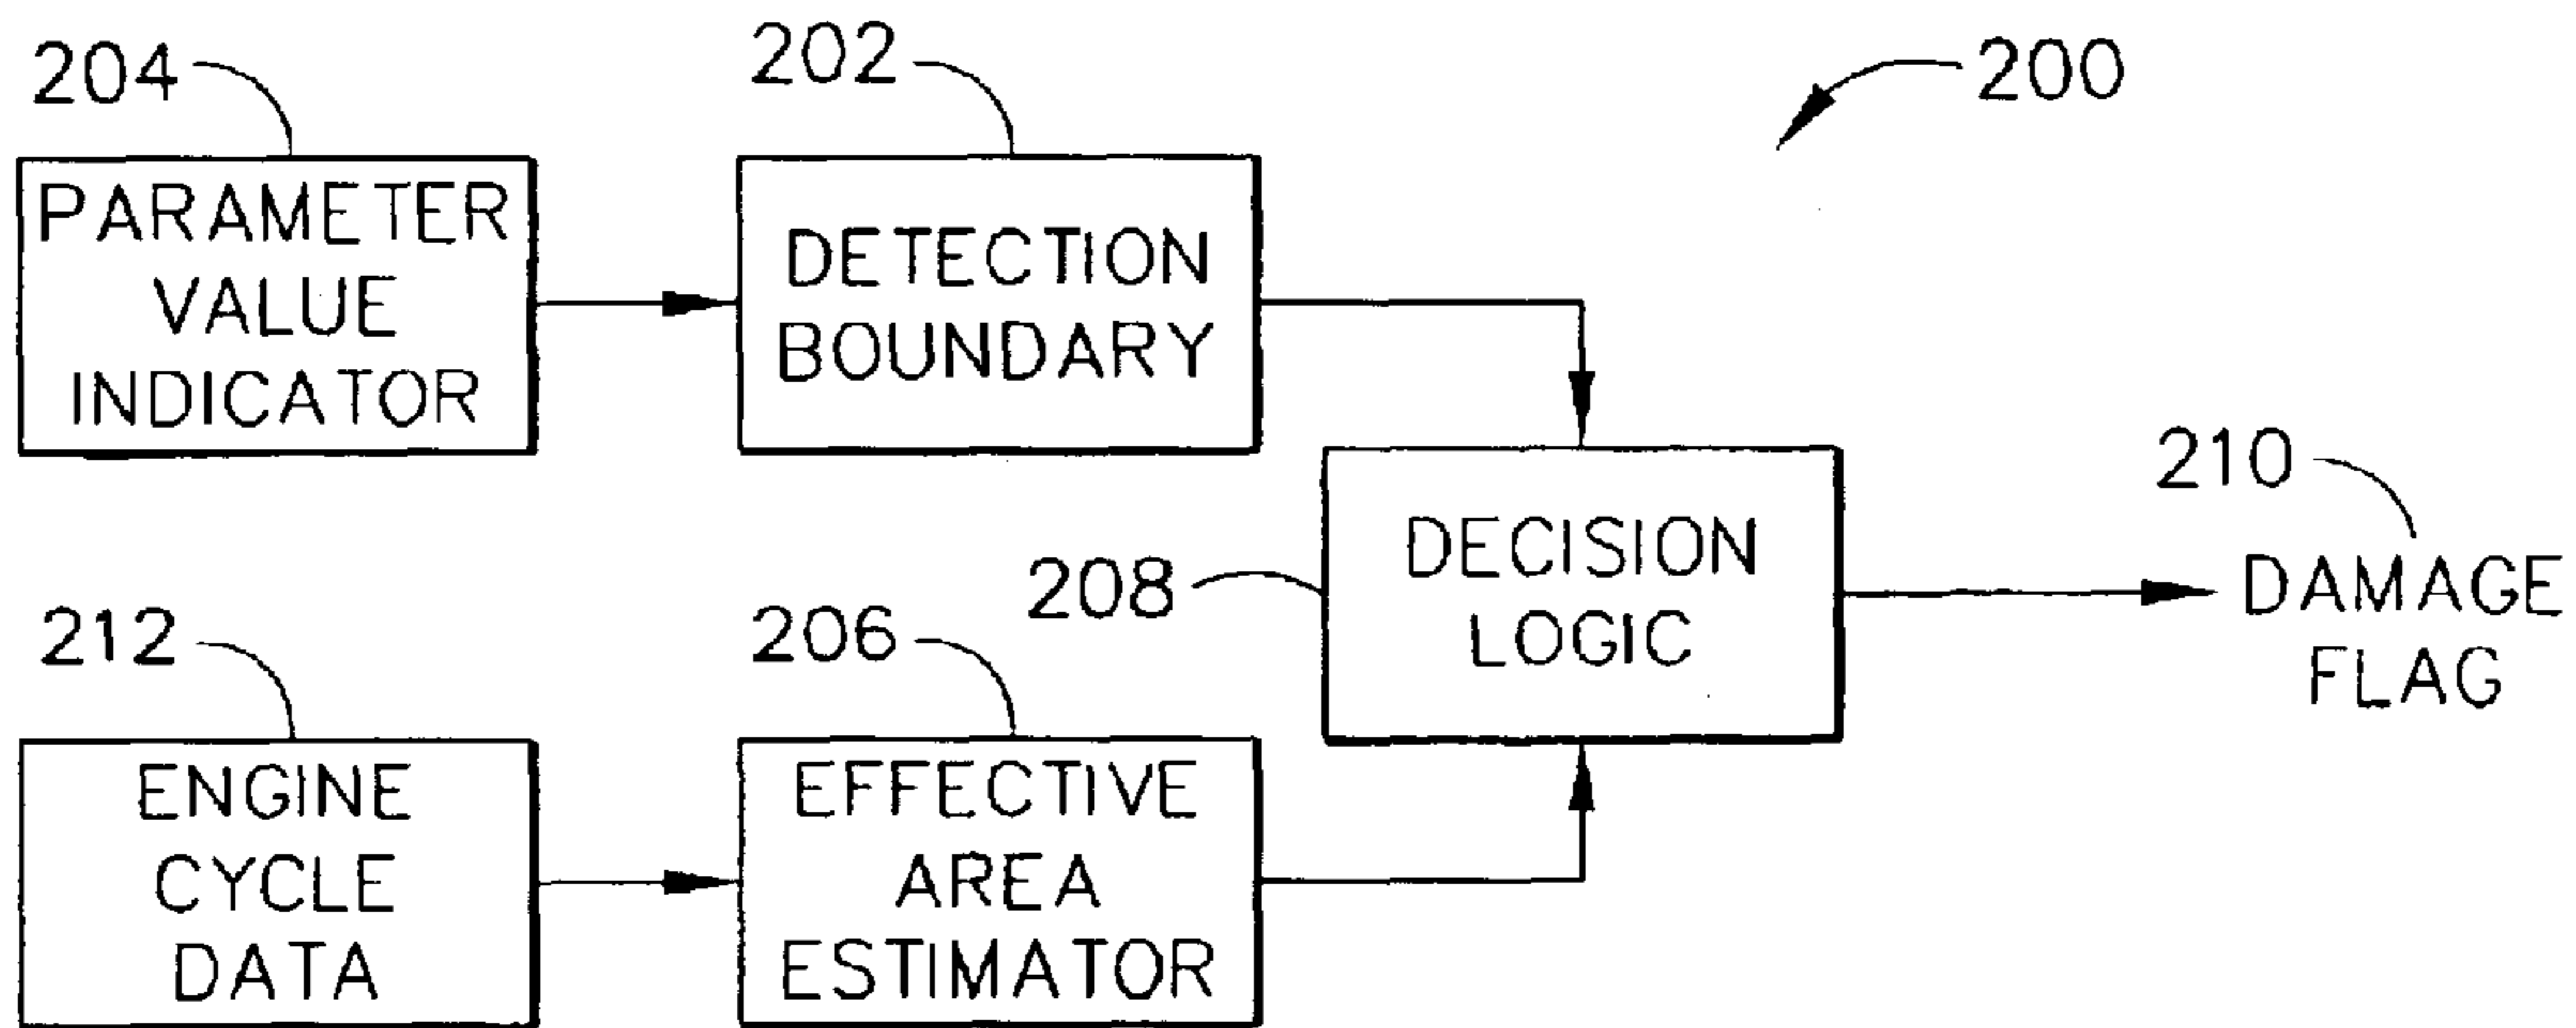 204
202
200
PARAMETER
VALUE
INDICATOR
DETECTION
BOUNDARY
208
DECISION
LOGIC
210
DAMAGE
FLAG
212
ENGINE
CYCLE
DATA
206
EFFECTIVE
AREA
ESTIMATOR